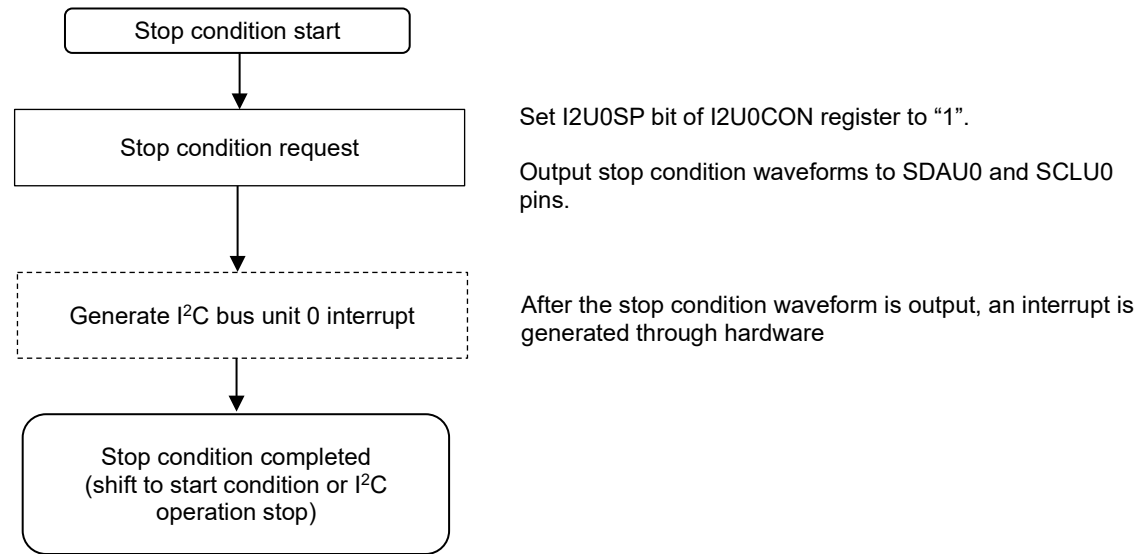 Stop condition start
Stop condition request
Set I2U0SP bit of I2U0CON register to “1”.
Output stop condition waveforms to SDAU0 and SCLU0
pins.
Generate I²C bus unit 0 interrupt
After the stop condition waveform is output, an interrupt is
generated through hardware
Stop condition completed
(shift to start condition or I²C
operation stop)